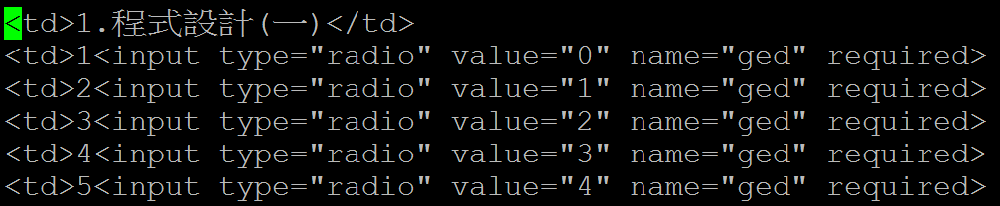 <td>1.程式設計(一)</td>
<td>1<input type="radio" value="0" name="ged" required>
<td>2<input type="radio" value="1" name="ged" required>
<td>3<input type="radio" value="2" name="ged" required>
<td>4<input type="radio" value="3" name="ged" required>
<td>5<input type="radio" value="4" name="ged" required>